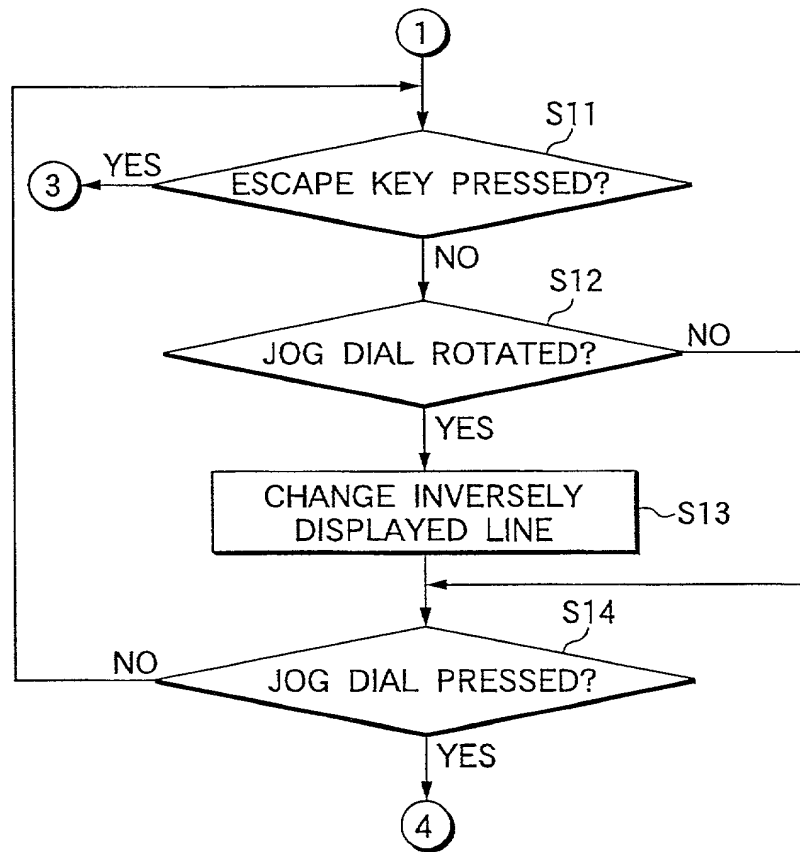 1
S11
3
YES
ESCAPE KEY PRESSED?
NO
S12
JOG DIAL ROTATED?
NO
YES
CHANGE INVERSELY
DISPLAYED LINE
S13
S14
NO
JOG DIAL PRESSED?
YES
4